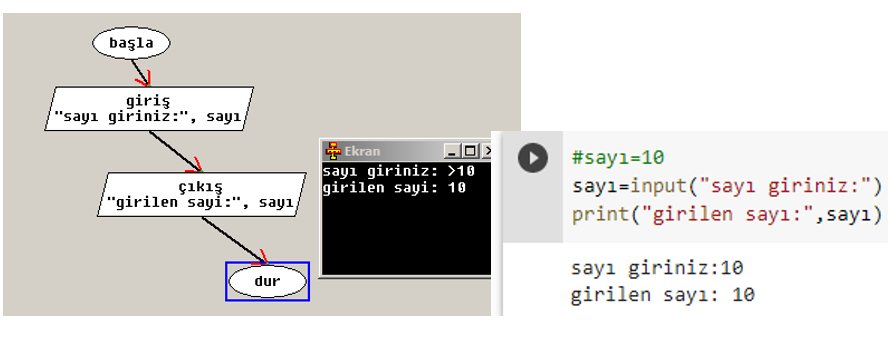 başla
giriş
"sayı giriniz:", sayı
çıkış
"girilen sayi:", sayı
dur
Ekran
sayı giriniz: >10
girilen sayi: 10
#sayı=10
sayı=input("sayı giriniz:")
print("girilen sayı:",sayı)
sayı giriniz:10
girilen sayı: 10